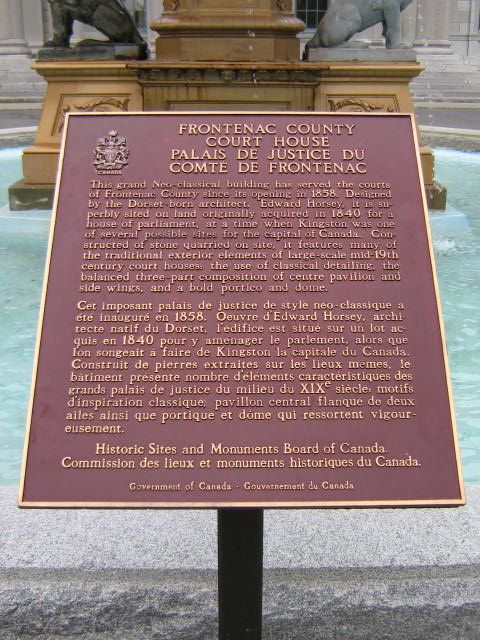 CANADA
FRONTENAC COUNTY
COURT HOUSE
PALAIS DE JUSTICE DU
COMTÉ DE FRONTENAC
This grand Neo-classical building has served the courts
of Frontenac County since its opening in 1858. Designed
by the Dorset-born architect, Edward Horsey, it is su-
perbly sited on land originally acquired in 1840 for a
house of parliament, at a time when Kingston was one
of several possible sites for the capital of Canada. Con-
structed of stone quarried on site, it features many of
the traditional exterior elements of large-scale mid-19th
century court houses: the use of classical detailing, the
balanced three-part composition of centre pavilion and
side wings, and a bold portico and dome.
Cet imposant palais de justice de style néo-classique a
été inauguré en 1858. Oeuvre d'Edward Horsey, archi-
tecte natif du Dorset, l'édifice est situé sur un lot ac-
quis en 1840 pour y aménager le parlement, alors que
l'on songeait à faire de Kingston la capitale du Canada.
Construit de pierres extraites sur les lieux mêmes, le
bâtiment présente nombre d'éléments caractéristiques des
grands palais de justice du milieu du XIXe siècle: motifs
d'inspiration classique, pavillon central flanqué de deux
ailes ainsi que portique et dôme qui ressortent vigour-
eusement.
Historic Sites and Monuments Board of Canada.
Commission des lieux et monuments historiques du Canada.
Government of Canada - Gouvernement du Canada